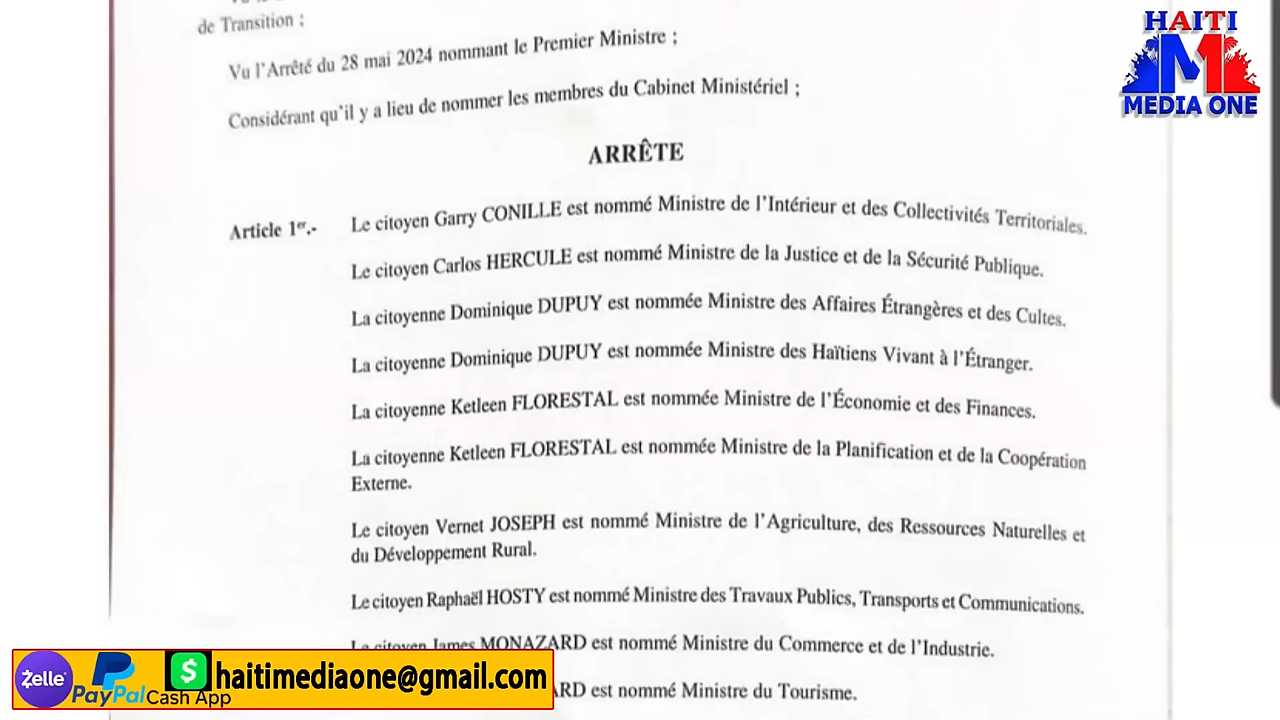 de Transition ;
Vu l'Arrêté du 28 mai 2024 nommant le Premier Ministre ;
Considérant qu'il y a lieu de nommer les membres du Cabinet Ministériel ;
ARRÊTE
Article 1er.- Le citoyen Garry CONILLE est nommé Ministre de l'Intérieur et des Collectivités Territoriales.
Le citoyen Carlos HERCULE est nommé Ministre de la Justice et de la Sécurité Publique.
La citoyenne Dominique DUPUY est nommée Ministre des Affaires Étrangères et des Cultes.
La citoyenne Dominique DUPUY est nommée Ministre des Haïtiens Vivant à l'Étranger.
La citoyenne Ketleen FLORESTAL est nommée Ministre de l'Économie et des Finances.
La citoyenne Ketleen FLORESTAL est nommée Ministre de la Planification et de la Coopération
Externe.
Le citoyen Vernet JOSEPH est nommé Ministre de l'Agriculture, des Ressources Naturelles et
du Développement Rural.
Le citoyen Raphaël HOSTY est nommé Ministre des Travaux Publics, Transports et Communications.
Le citoyen James MONAZARD est nommé Ministre du Commerce et de l'Industrie.
ARD est nommé Ministre du Tourisme.
HAITI
M
MEDIA ONE
Zelle
PayPal
$
Cash App
haitimediaone@gmail.com